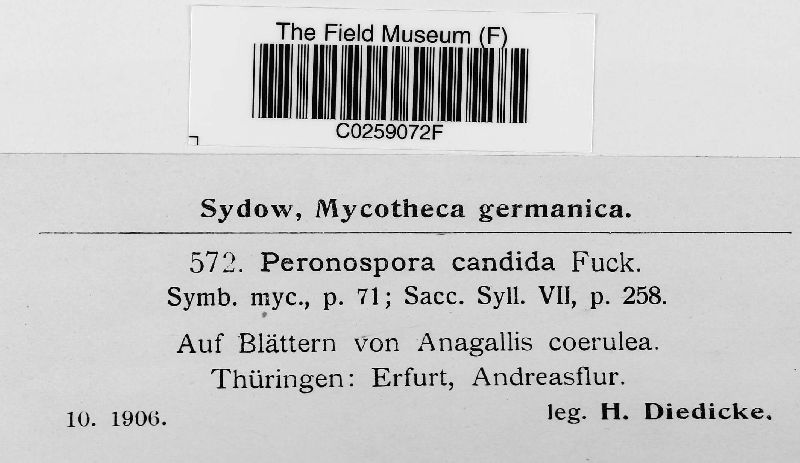 The Field Museum (F)
C0259072F
Sydow, Mycotheca germanica.
572. Peronospora candida Fuck.
Symb. myc., p. 71; Sacc. Syll. VII, p. 258.
Auf Blättern von Anagallis coerulea.
Thüringen: Erfurt, Andreasflur.
10. 1906.
leg. H. Diedicke.